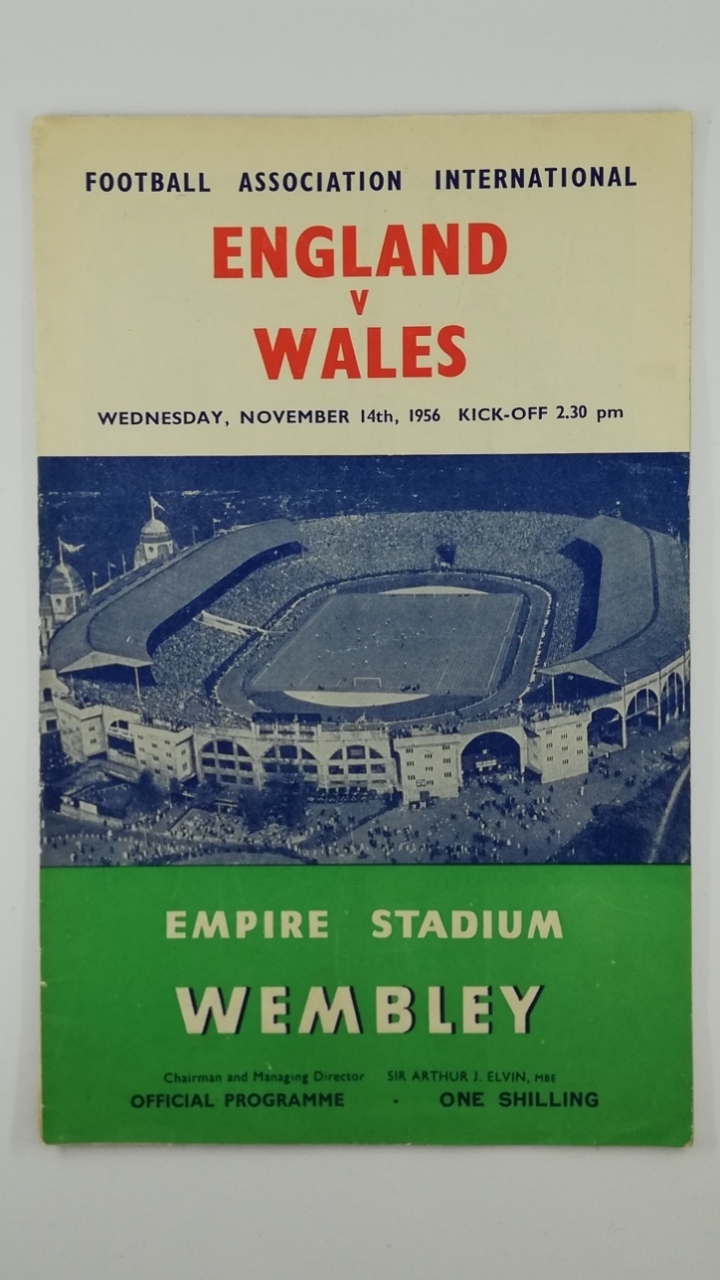 FOOTBALL ASSOCIATION INTERNATIONAL
ENGLAND
V
WALES
WEDNESDAY, NOVEMBER 14th, 1956 KICK-OFF 2.30 pm
EMPIRE STADIUM
WEMBLEY
Chairman and Managing Director SIR ARTHUR J. ELVIN, MBE
OFFICIAL PROGRAMME - ONE SHILLING